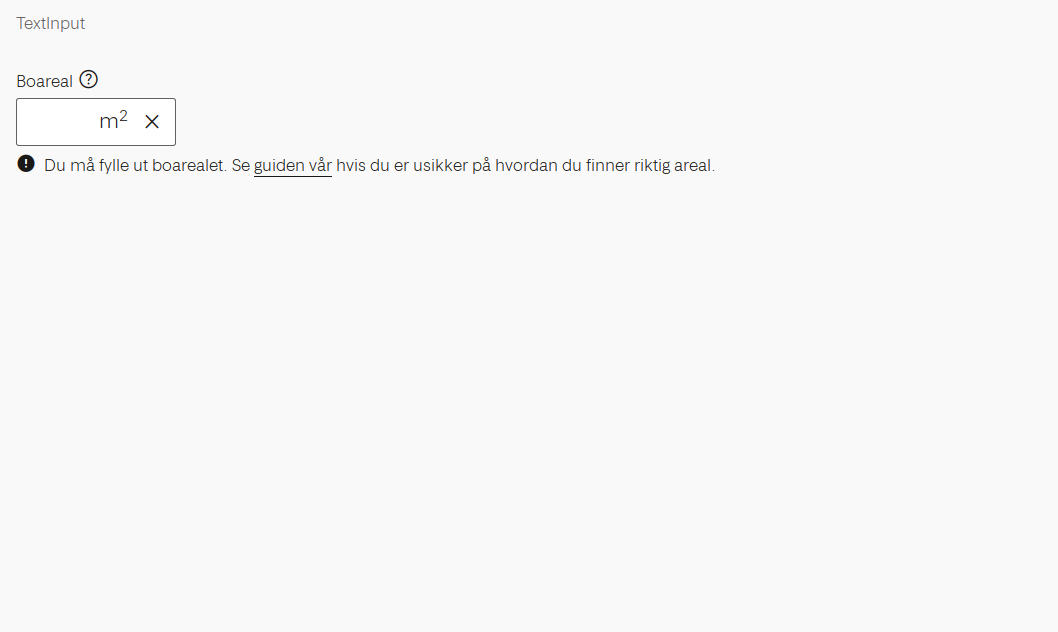 TextInput
Boareal
m²
Du må fylle ut boarealet. Se guiden vår hvis du er usikker på hvordan du finner riktig areal.